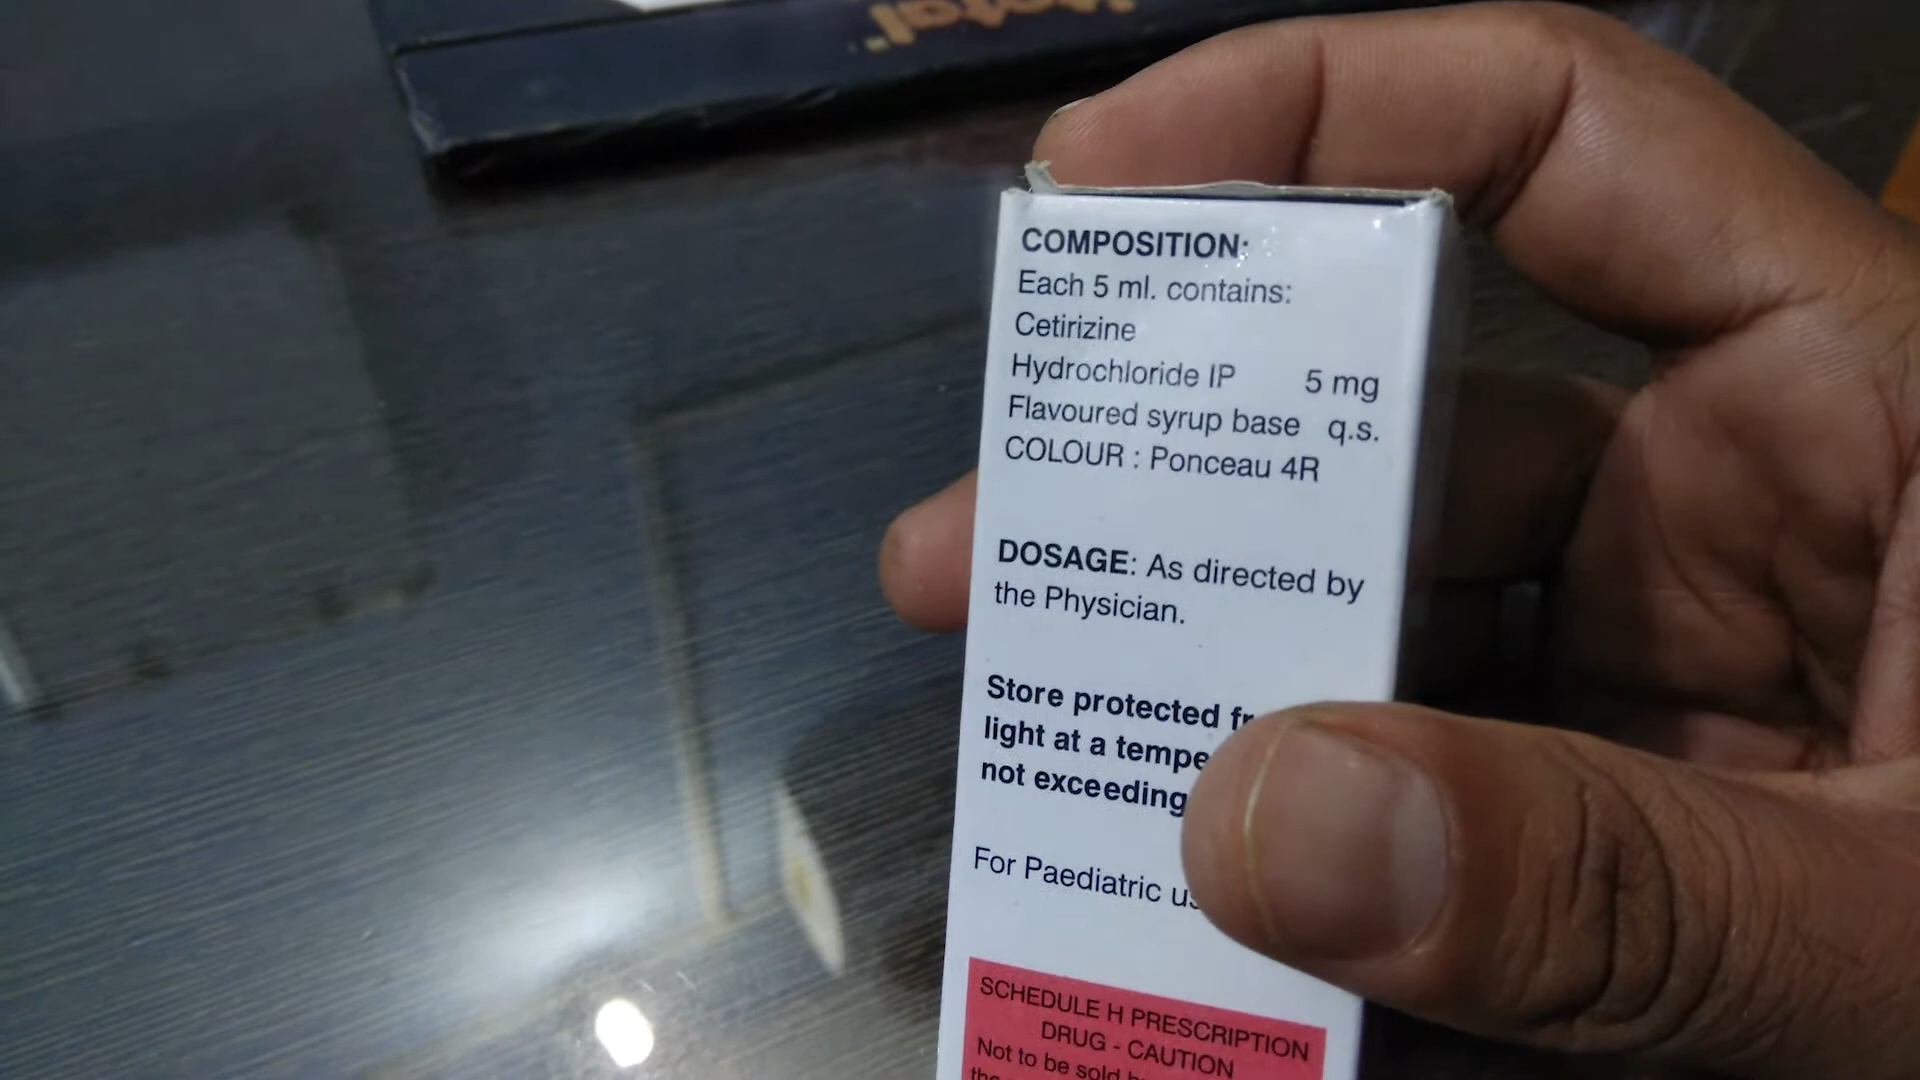 COMPOSITION:
Each 5 ml. contains:
Cetirizine
Hydrochloride IP 5 mg
Flavoured syrup base q.s.
COLOUR : Ponceau 4R
DOSAGE: As directed by
the Physician.
Store protected
light at a
not exceeding
For Paediatric
SCHEDULE H PRESCRIPTION
DRUG - CAUTION
Not to be sold